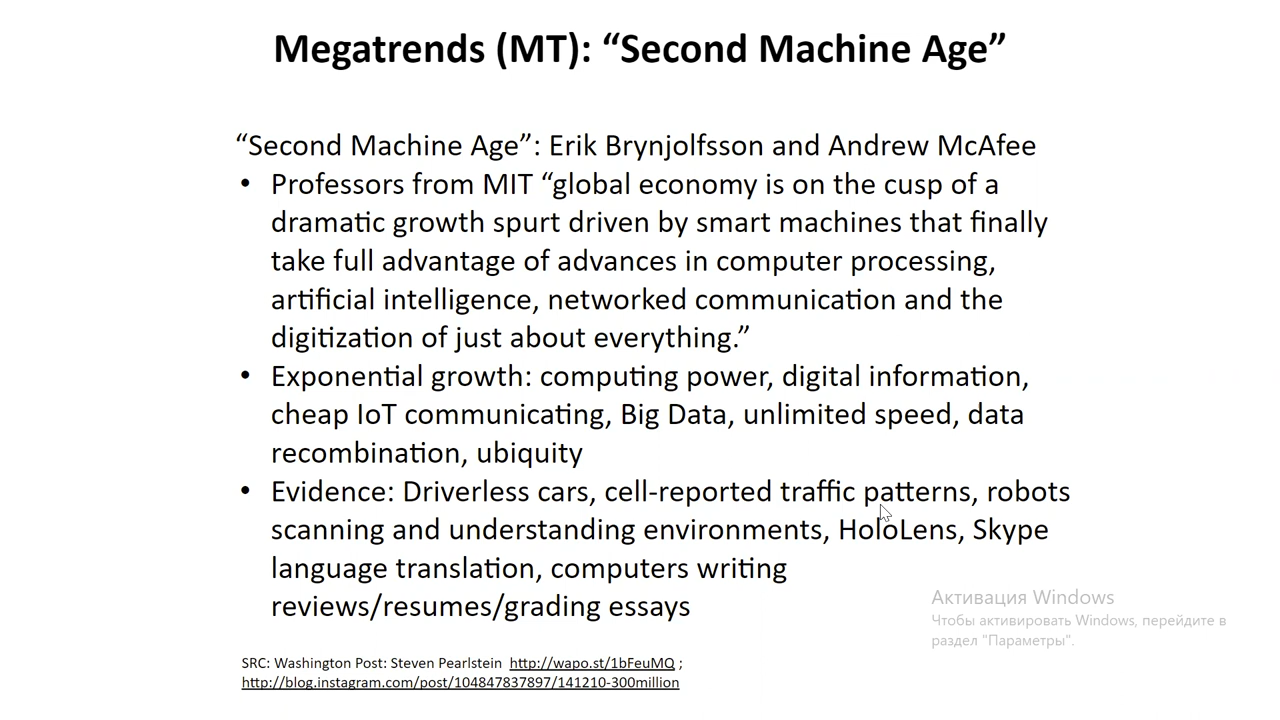 Megatrends (MT): “Second Machine Age”
“Second Machine Age”: Erik Brynjolfsson and Andrew McAfee
• Professors from MIT “global economy is on the cusp of a
dramatic growth spurt driven by smart machines that finally
take full advantage of advances in computer processing,
artificial intelligence, networked communication and the
digitization of just about everything.”
• Exponential growth: computing power, digital information,
cheap IoT communicating, Big Data, unlimited speed, data
recombination, ubiquity
• Evidence: Driverless cars, cell-reported traffic patterns, robots
scanning and understanding environments, HoloLens, Skype
language translation, computers writing
reviews/resumes/grading essays
Активация Windows
Чтобы активировать Windows, перейдите в
раздел "Параметры".
SRC: Washington Post: Steven Pearlstein http://wapo.st/1bFeuMQ ;
http://blog.instagram.com/post/104847837897/141210-300million